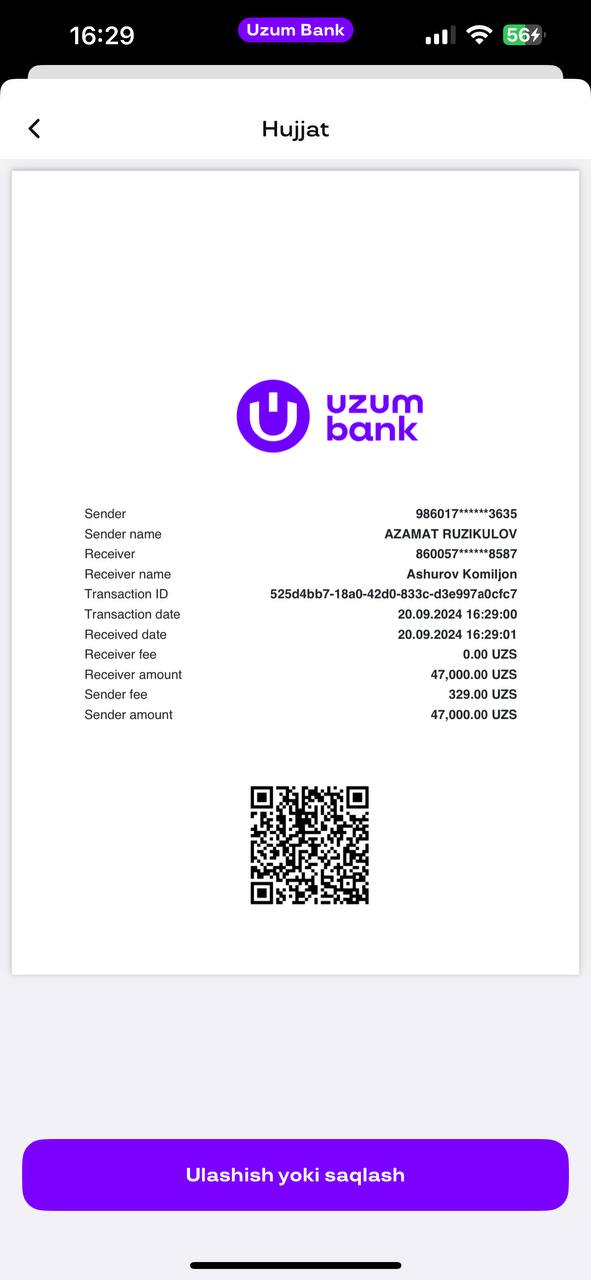 16:29
Uzum Bank
56
Hujjat
uzum
bank
Sender 986017******3635
Sender name AZAMAT RUZIKULOV
Receiver 860057******8587
Receiver name Ashurov Komiljon
Transaction ID 525d4bb7-18a0-42d0-833c-d3e997a0cfc7
Transaction date 20.09.2024 16:29:00
Received date 20.09.2024 16:29:01
Receiver fee 0.00 UZS
Receiver amount 47,000.00 UZS
Sender fee 329.00 UZS
Sender amount 47,000.00 UZS
Ulashish yoki saqlash